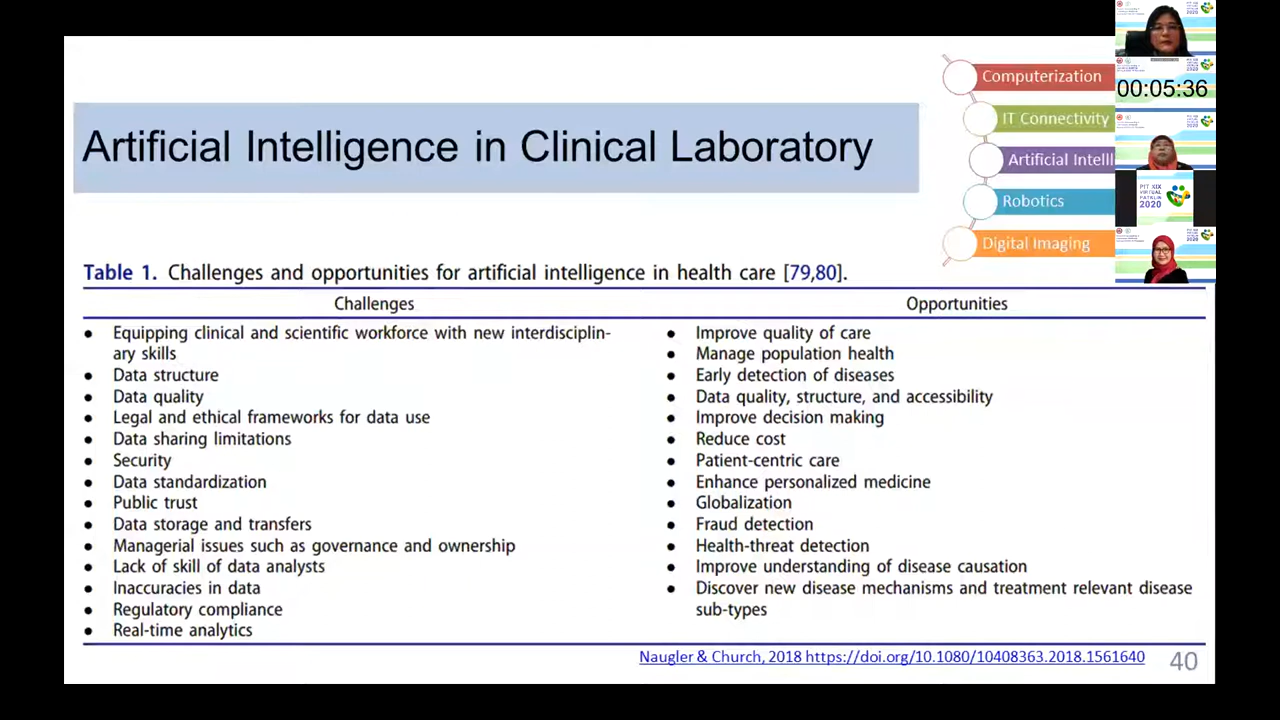 Artificial Intelligence in Clinical Laboratory
Computerization
IT Connectivity
Artificial Intelli
Robotics
Digital Imaging
00:05:36
PIT XIX
VIRTUAL
PATKLIN
2020
Table 1. Challenges and opportunities for artificial intelligence in health care [79,80].
Challenges
Opportunities
• Equipping clinical and scientific workforce with new interdisciplin-
ary skills
• Data structure
• Data quality
• Legal and ethical frameworks for data use
• Data sharing limitations
• Security
• Data standardization
• Public trust
• Data storage and transfers
• Managerial issues such as governance and ownership
• Lack of skill of data analysts
• Inaccuracies in data
• Regulatory compliance
• Real-time analytics
• Improve quality of care
• Manage population health
• Early detection of diseases
• Data quality, structure, and accessibility
• Improve decision making
• Reduce cost
• Patient-centric care
• Enhance personalized medicine
• Globalization
• Fraud detection
• Health-threat detection
• Improve understanding of disease causation
• Discover new disease mechanisms and treatment relevant disease
sub-types
Naugler & Church, 2018 https://doi.org/10.1080/10408363.2018.1561640
40